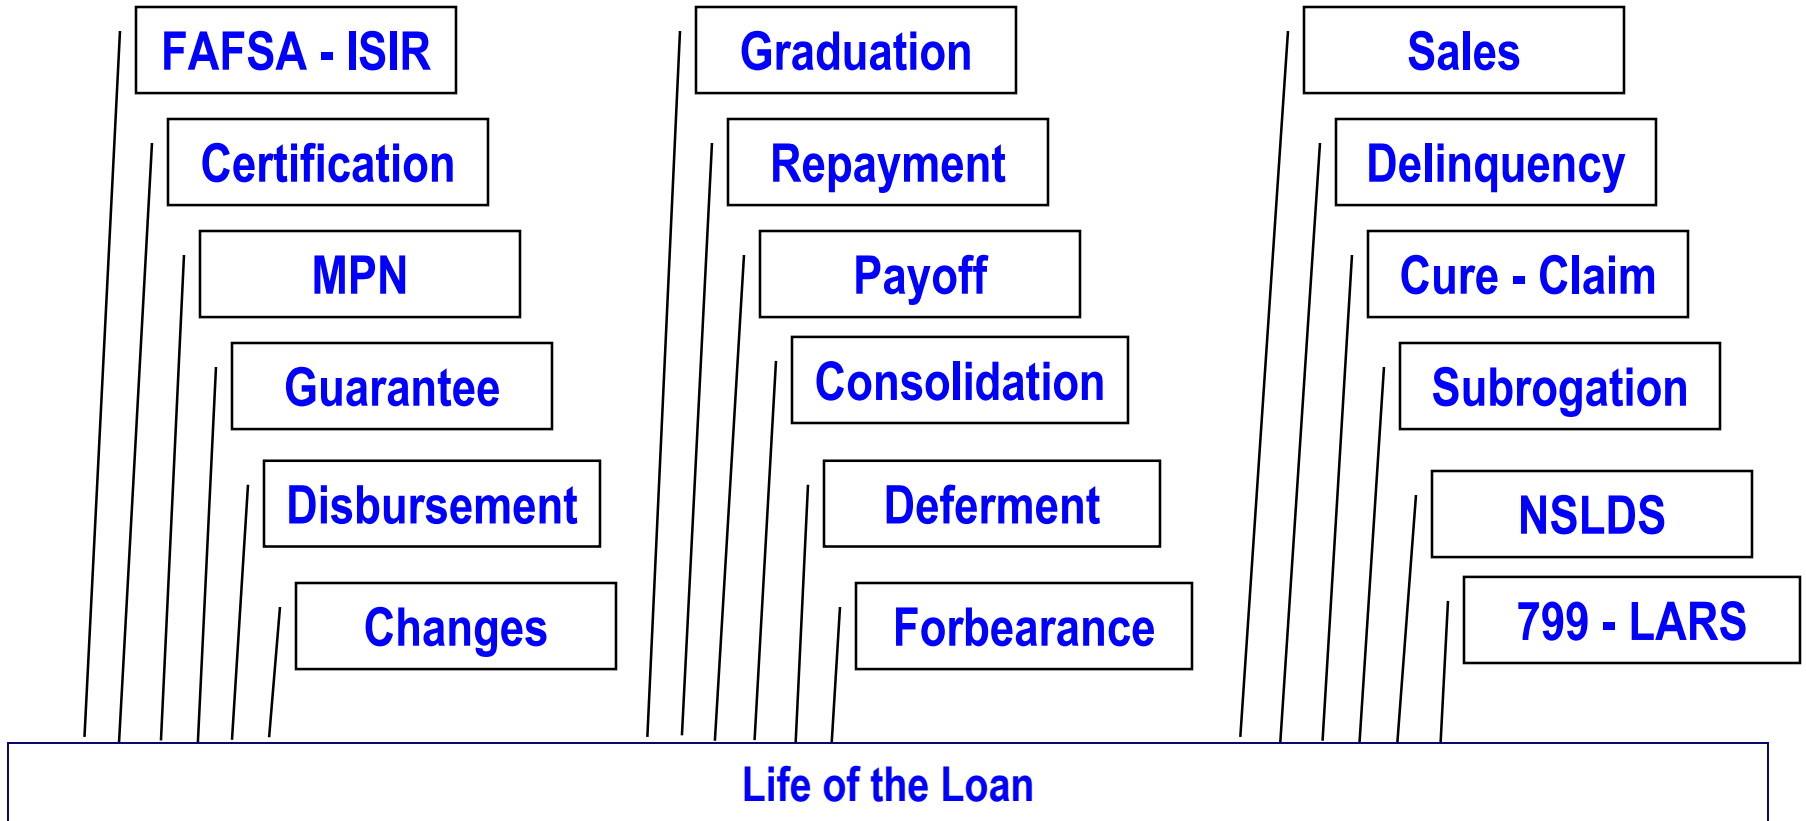 FAFSA - ISIR
Certification
MPN
Guarantee
Disbursement
Changes
Graduation
Repayment
Payoff
Consolidation
Deferment
Forbearance
Sales
Delinquency
Cure - Claim
Subrogation
NSLDS
799 - LARS
Life of the Loan